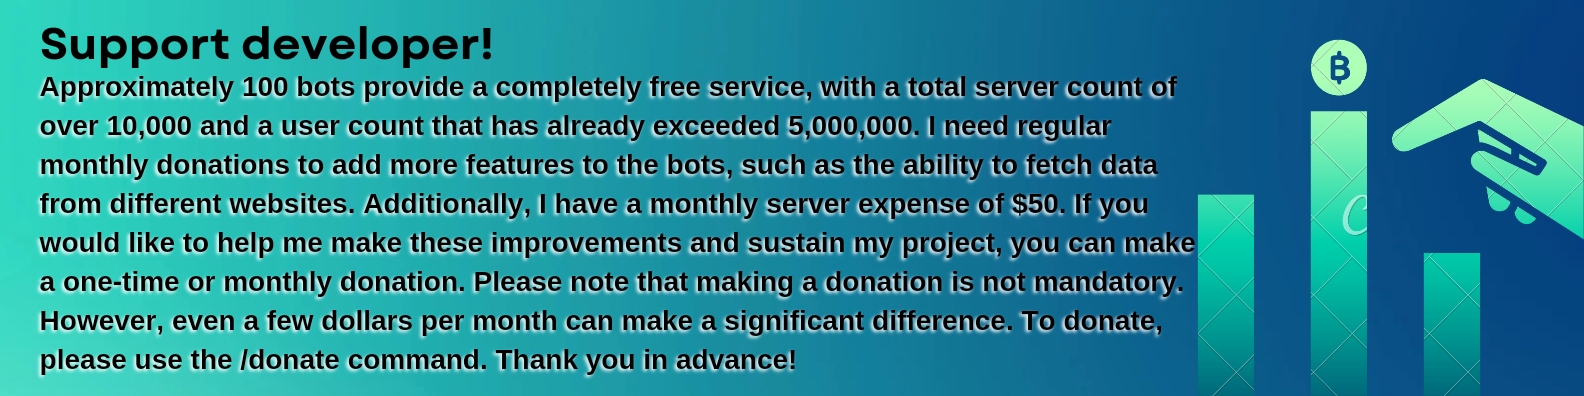 Support developer!
Approximately 100 bots provide a completely free service, with a total server count of
over 10,000 and a user count that has already exceeded 5,000,000. I need regular
monthly donations to add more features to the bots, such as the ability to fetch data
from different websites. Additionally, I have a monthly server expense of $50. If you
would like to help me make these improvements and sustain my project, you can make
a one-time or monthly donation. Please note that making a donation is not mandatory.
However, even a few dollars per month can make a significant difference. To donate,
please use the /donate command. Thank you in advance!